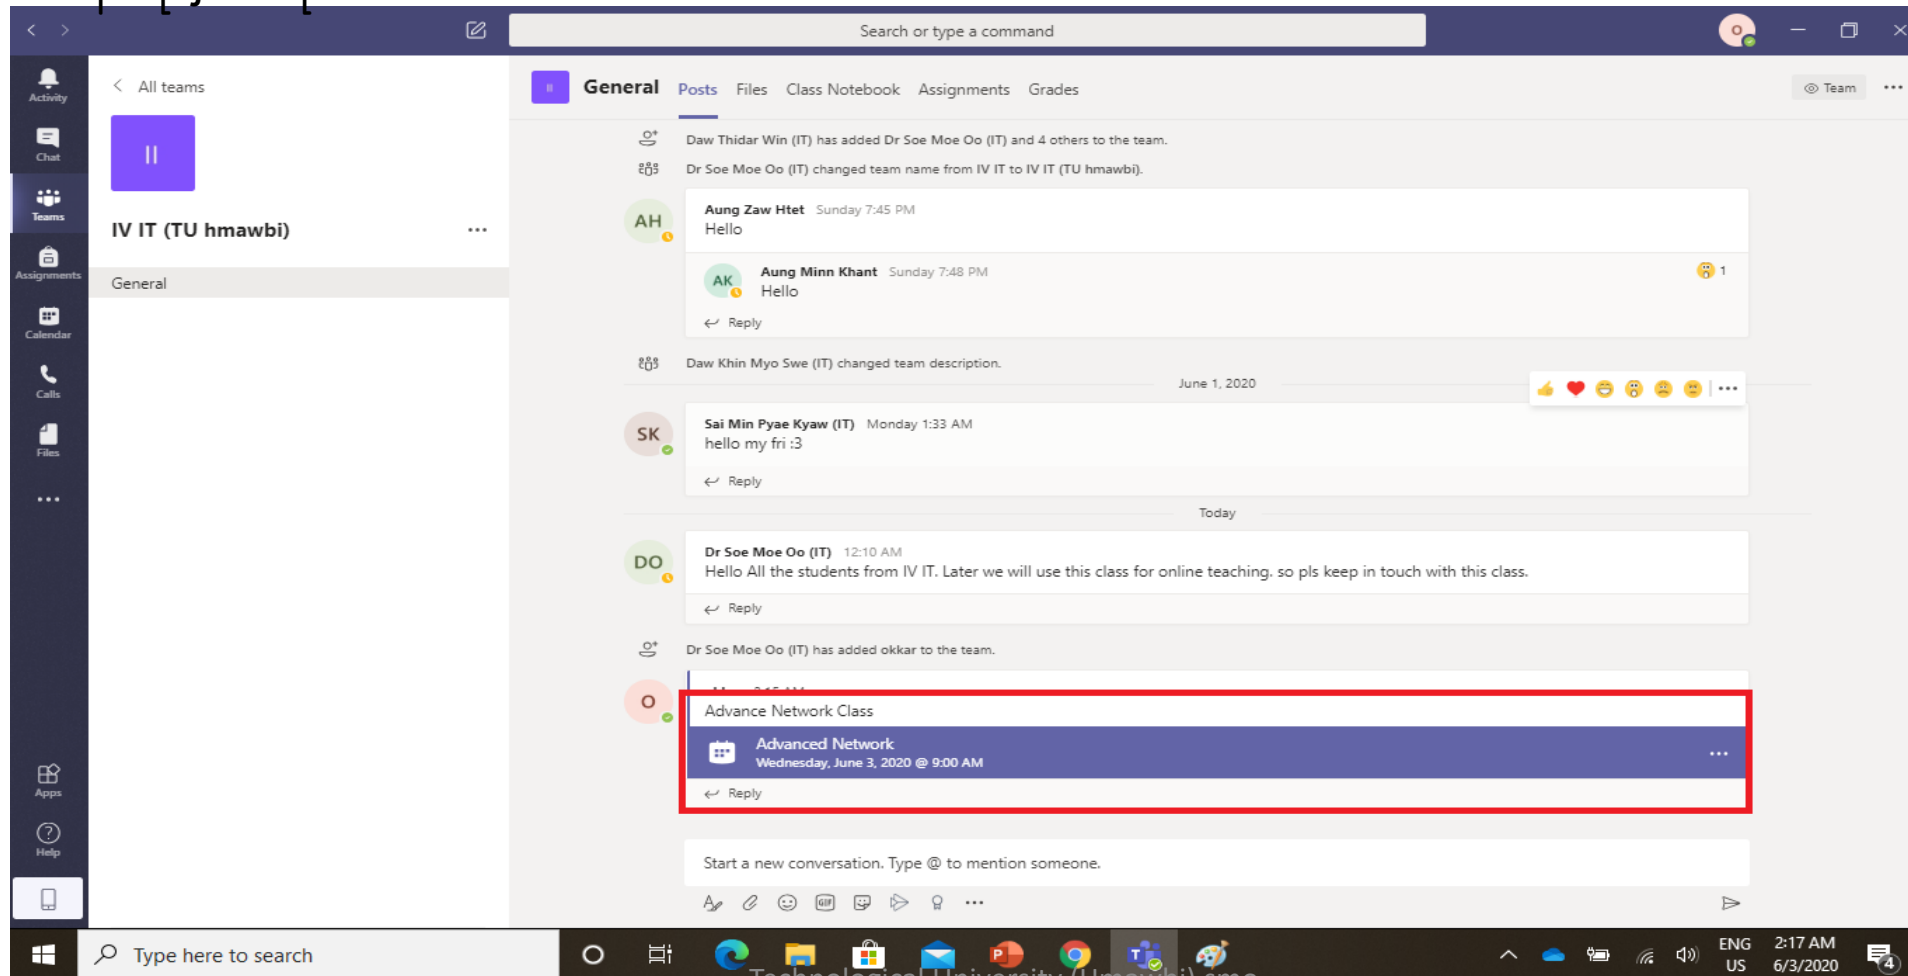 Search or type a command
O
Activity
Chat
Teams
Assignments
Calendar
Calls
Files
Apps
Help
All teams
II
IV IT (TU hmawbi)
General
II
General Posts Files Class Notebook Assignments Grades
Team
Daw Thidar Win (IT) has added Dr Soe Moe Oo (IT) and 4 others to the team.
Dr Soe Moe Oo (IT) changed team name from IV IT to IV IT (TU hmawbi).
AH
Aung Zaw Htet Sunday 7:45 PM
Hello
AK
Aung Minn Khant Sunday 7:48 PM
Hello
1
Reply
Daw Khin Myo Swe (IT) changed team description.
June 1, 2020
SK
Sai Min Pyae Kyaw (IT) Monday 1:33 AM
hello my fri :3
Reply
Today
DO
Dr Soe Moe Oo (IT) 12:10 AM
Hello All the students from IV IT. Later we will use this class for online teaching. so pls keep in touch with this class.
Reply
Dr Soe Moe Oo (IT) has added okkar to the team.
O
Advance Network Class
Advanced Network
Wednesday, June 3, 2020 @ 9:00 AM
Reply
Start a new conversation. Type @ to mention someone.
GIF
Type here to search
Technological University (Hmawbi) smo
ENG
US
2:17 AM
6/3/2020
4